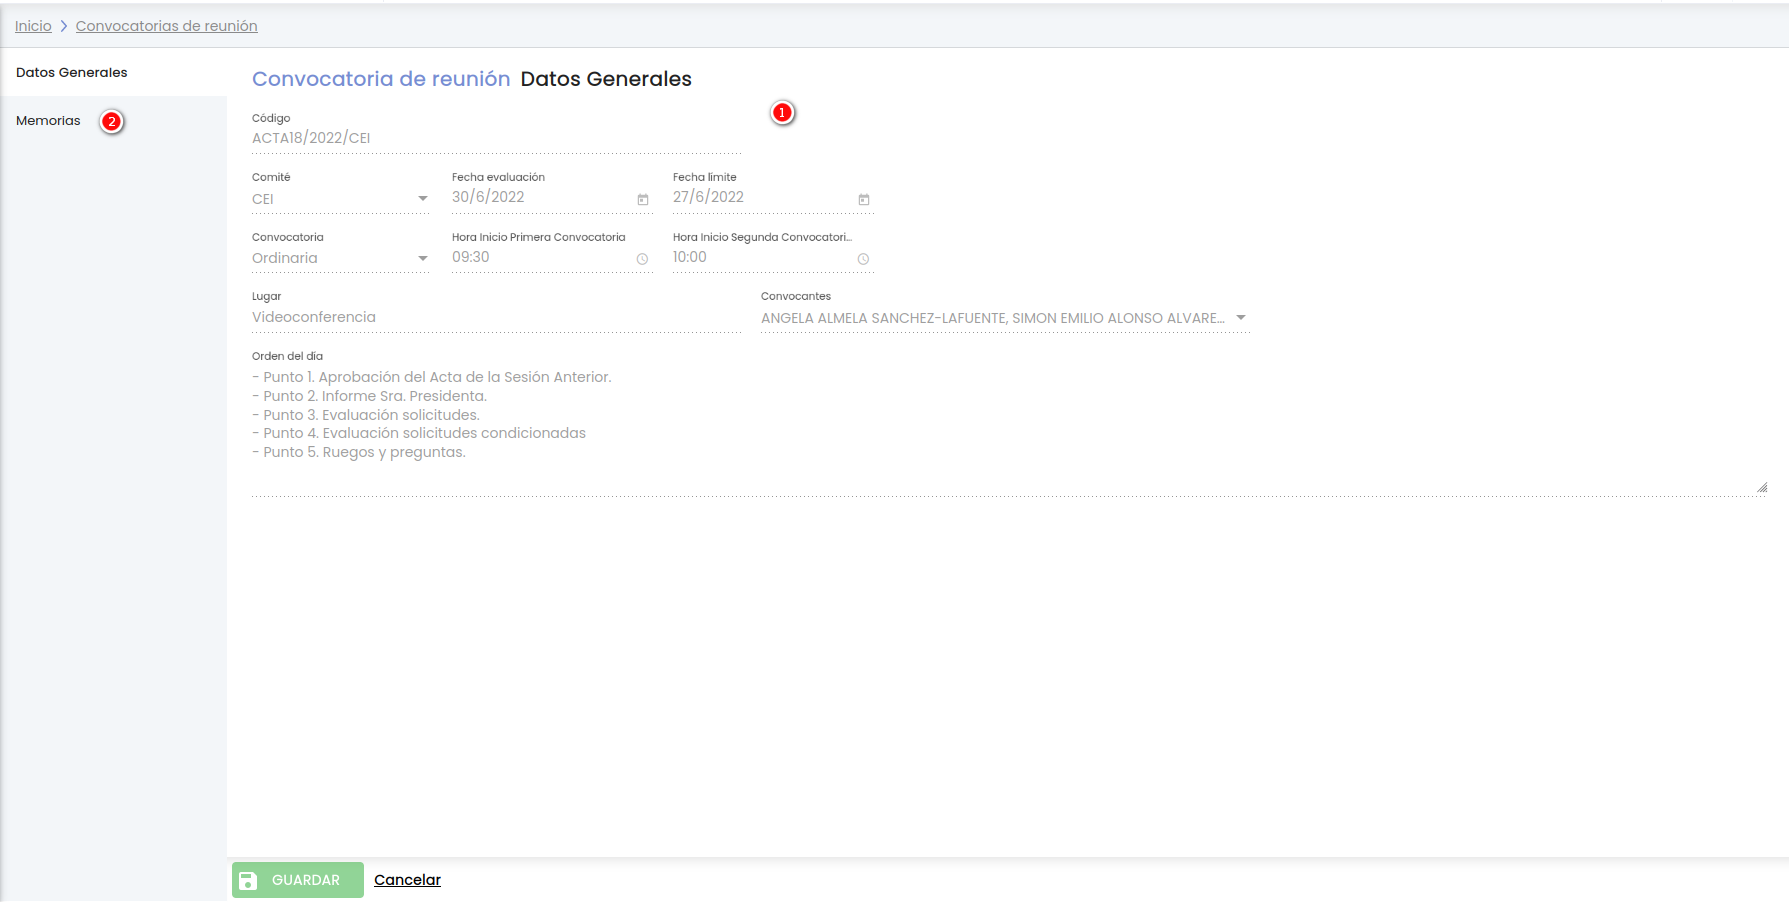 Inicio > Convocatorias de reunión
Datos Generales
Memorias 2
Convocatoria de reunión Datos Generales
1
Código
ACTA18/2022/CEI
Comité Fecha evaluación Fecha límite
CEI 30/6/2022 27/6/2022
Convocatoria Hora Inicio Primera Convocatoria Hora Inicio Segunda Convocatori...
Ordinaria 09:30 10:00
Lugar Convocantes
Videoconferencia ANGELA ALMELA SANCHEZ-LAFUENTE, SIMON EMILIO ALONSO ALVARE...
Orden del día
- Punto 1. Aprobación del Acta de la Sesión Anterior.
- Punto 2. Informe Sra. Presidenta.
- Punto 3. Evaluación solicitudes.
- Punto 4. Evaluación solicitudes condicionadas
- Punto 5. Ruegos y preguntas.
GUARDAR Cancelar